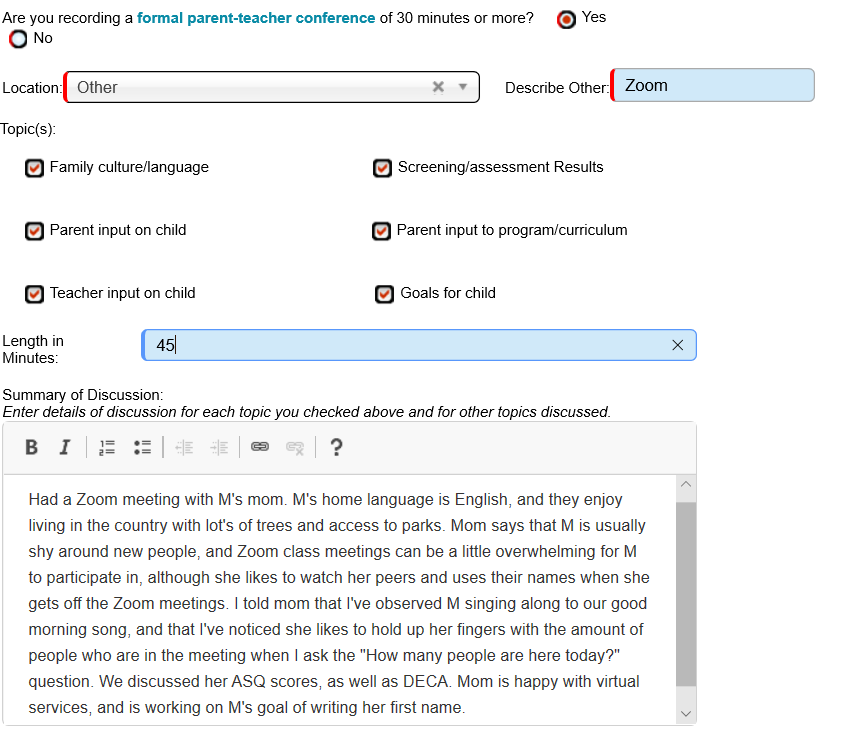 Are you recording a formal parent-teacher conference of 30 minutes or more? Yes
No
Location: Other Describe Other: Zoom
Topic(s):
Family culture/language Screening/assessment Results
Parent input on child Parent input to program/curriculum
Teacher input on child Goals for child
Length in
Minutes:
45
Summary of Discussion:
Enter details of discussion for each topic you checked above and for other topics discussed.
B I ?
Had a Zoom meeting with M's mom. M's home language is English, and they enjoy
living in the country with lot's of trees and access to parks. Mom says that M is usually
shy around new people, and Zoom class meetings can be a little overwhelming for M
to participate in, although she likes to watch her peers and uses their names when she
gets off the Zoom meetings. I told mom that I've observed M singing along to our good
morning song, and that I've noticed she likes to hold up her fingers with the amount of
people who are in the meeting when I ask the "How many people are here today?"
question. We discussed her ASQ scores, as well as DECA. Mom is happy with virtual
services, and is working on M's goal of writing her first name.